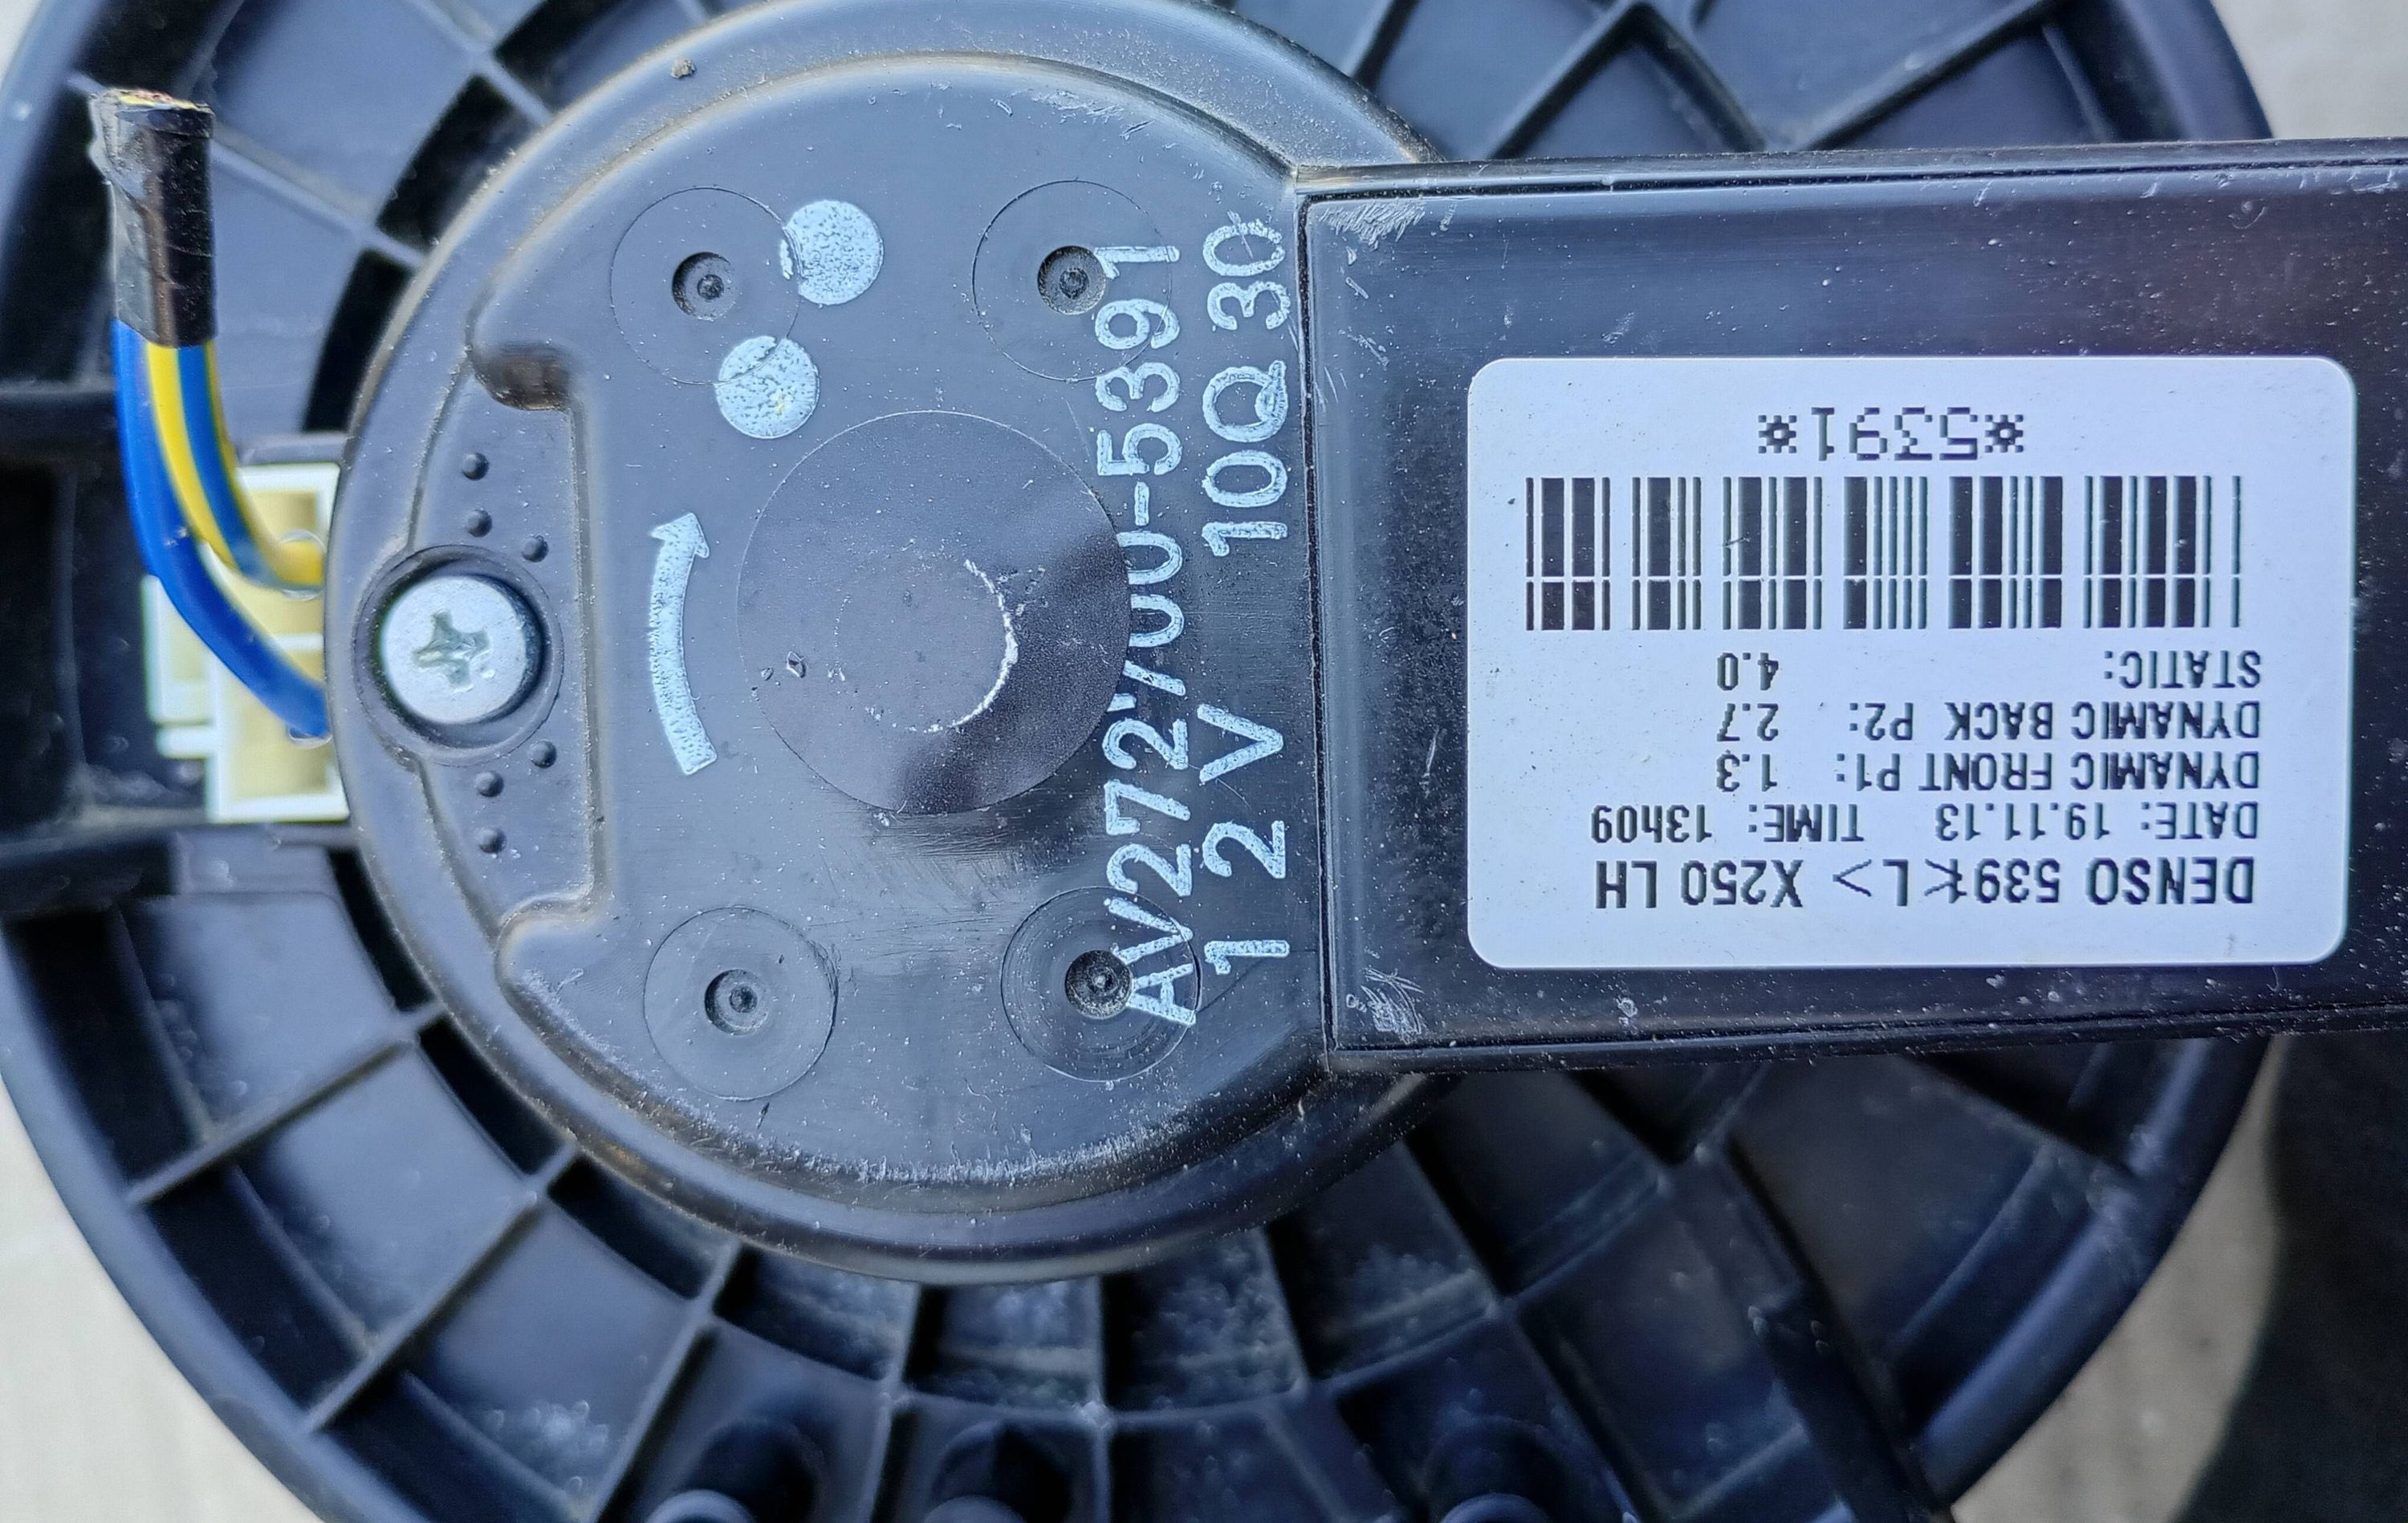 AV272700-5391
12V 10Q 30
DENSO 539< L> X250 LH
DATE: 19.11.13 TIME: 13h09
DYNAMIC FRONT P1: 1.3
DYNAMIC BACK P2: 2.7
STATIC: 4.0
*5391*